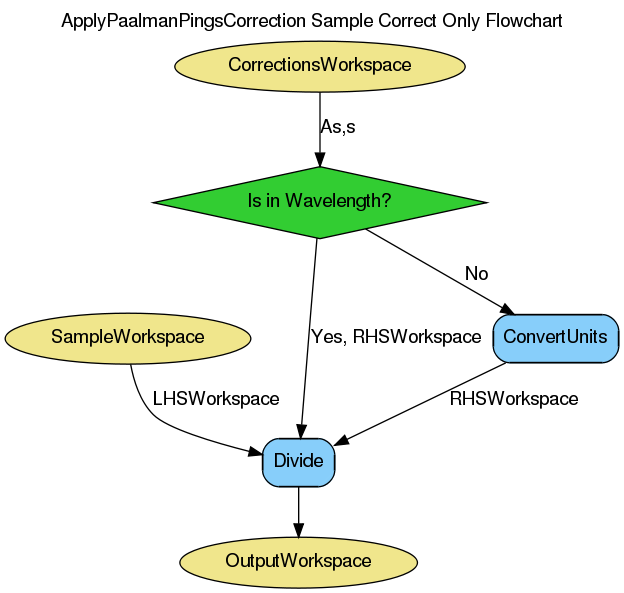 ApplyPaalmanPingsCorrection Sample Correct Only Flowchart
CorrectionsWorkspace
As,s
Is in Wavelength?
No
SampleWorkspace
Yes, RHSWorkspace
ConvertUnits
LHSWorkspace
RHSWorkspace
Divide
OutputWorkspace